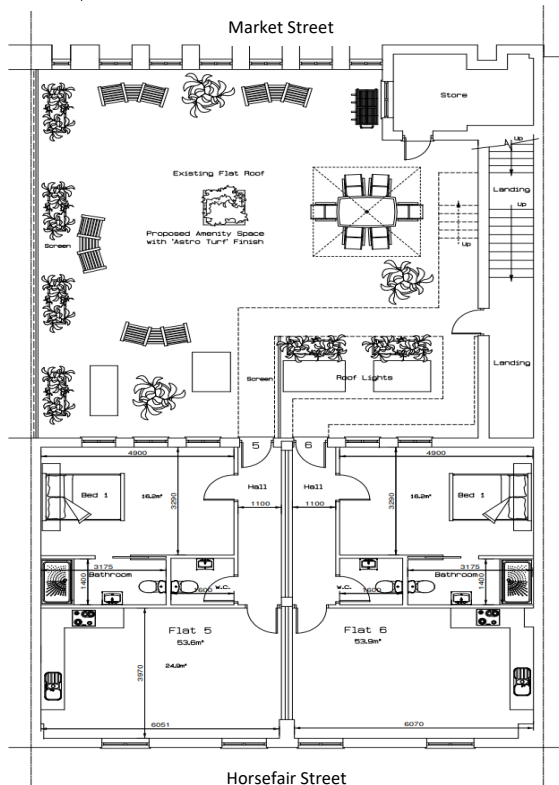 Market Street
Store
Up
Landing
Up
Existing Flat Roof
Proposed Amenity Space
with 'Astro Turf' Finish
Screen
Up
Landing
Screen
Roof Lights
5
6
4900
4900
Hall
Hall
Bed 1
16.2m²
3290
1100
1100
3290
16.2m²
Bed 1
3175
1400
Bathroom
1600
W.C.
W.C.
1600
3175
1400
Bathroom
Flat 5
53.6m²
24.9m²
3970
Flat 6
53.9m²
6051
6070
Horsefair Street